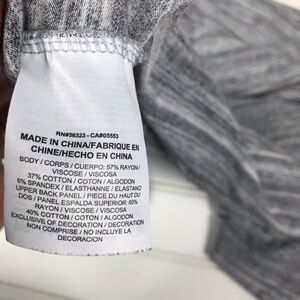 RN#56323 - CA#05553
MADE IN CHINA/FABRIQUE EN
CHINE/HECHO EN CHINA
BODY / CORPS / CUERPO: 57% RAYON /
VISCOSE / VISCOSA
37% COTTON / COTON / ALGODON
6% SPANDEX / ELASTHANNE / ELASTANO
UPPER BACK PANEL / PIECE DU HAUT DU
DOS / PANEL ESPALDA SUPERIOR: 60%
RAYON / VISCOSE / VISCOSA
40% COTTON / COTON / ALGODON
EXCLUSIVE OF DECORATION / DECORATION
NON COMPRISE / NO INCLUYE LA
DECORACION